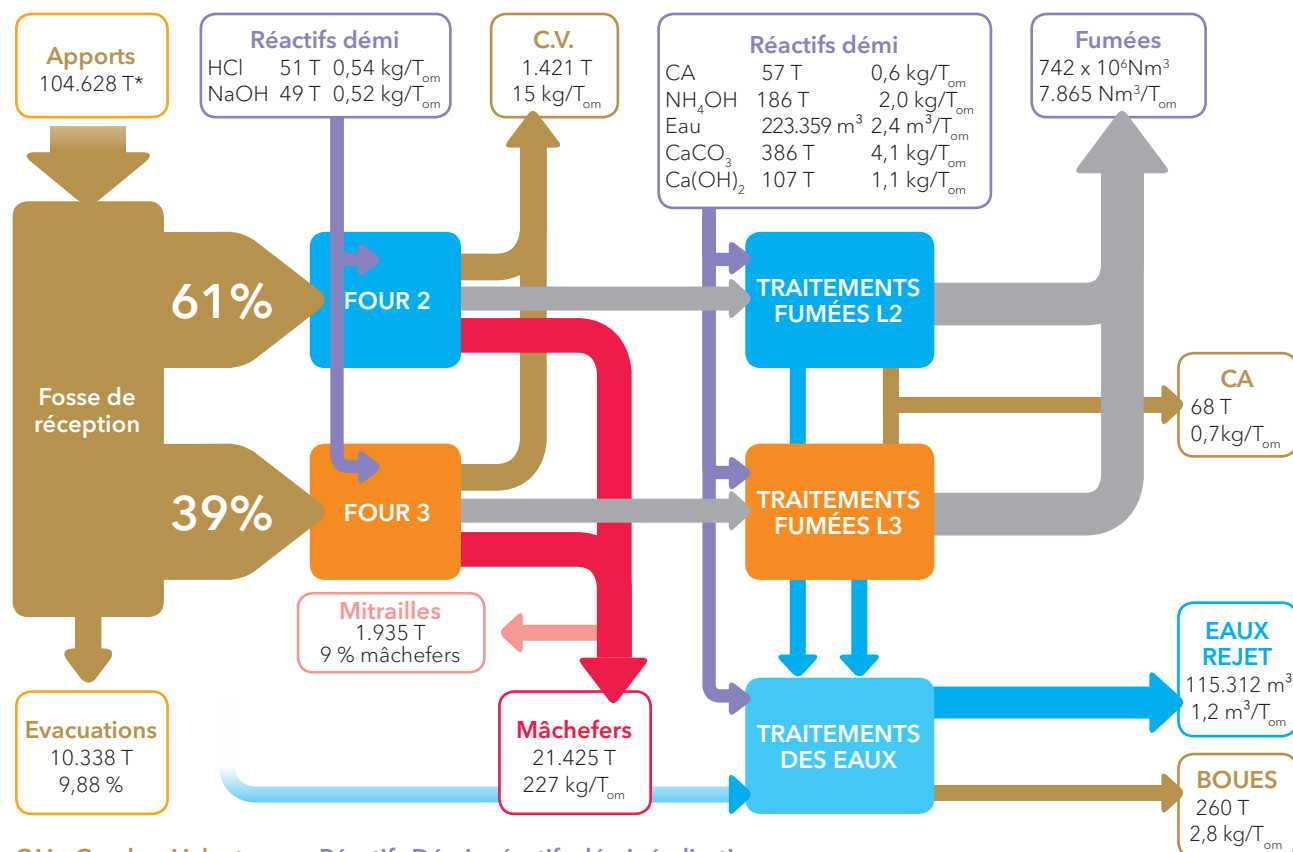 Apports
104.628 T*
Réactifs démi
HCl 51 T 0,54 kg/Tom
NaOH 49 T 0,52 kg/Tom
C.V.
1.421 T
15 kg/Tom
Réactifs démi
CA 57 T 0,6 kg/Tom
NH4OH 186 T 2,0 kg/Tom
Eau 223.359 m³ 2,4 m³/Tom
CaCO3 386 T 4,1 kg/Tom
Ca(OH)2 107 T 1,1 kg/Tom
Fumées
742 x 10⁶Nm³
7.865 Nm³/Tom
Fosse de
réception
61%
39%
FOUR 2
FOUR 3
TRAITEMENTS
FUMÉES L2
TRAITEMENTS
FUMÉES L3
CA
68 T
0,7kg/Tom
Mitrailles
1.935 T
9 % mâchefers
Evacuations
10.338 T
9,88 %
Mâchefers
21.425 T
227 kg/Tom
TRAITEMENTS
DES EAUX
EAUX
REJET
115.312 m³
1,2 m³/Tom
BOUES
260 T
2,8 kg/Tom